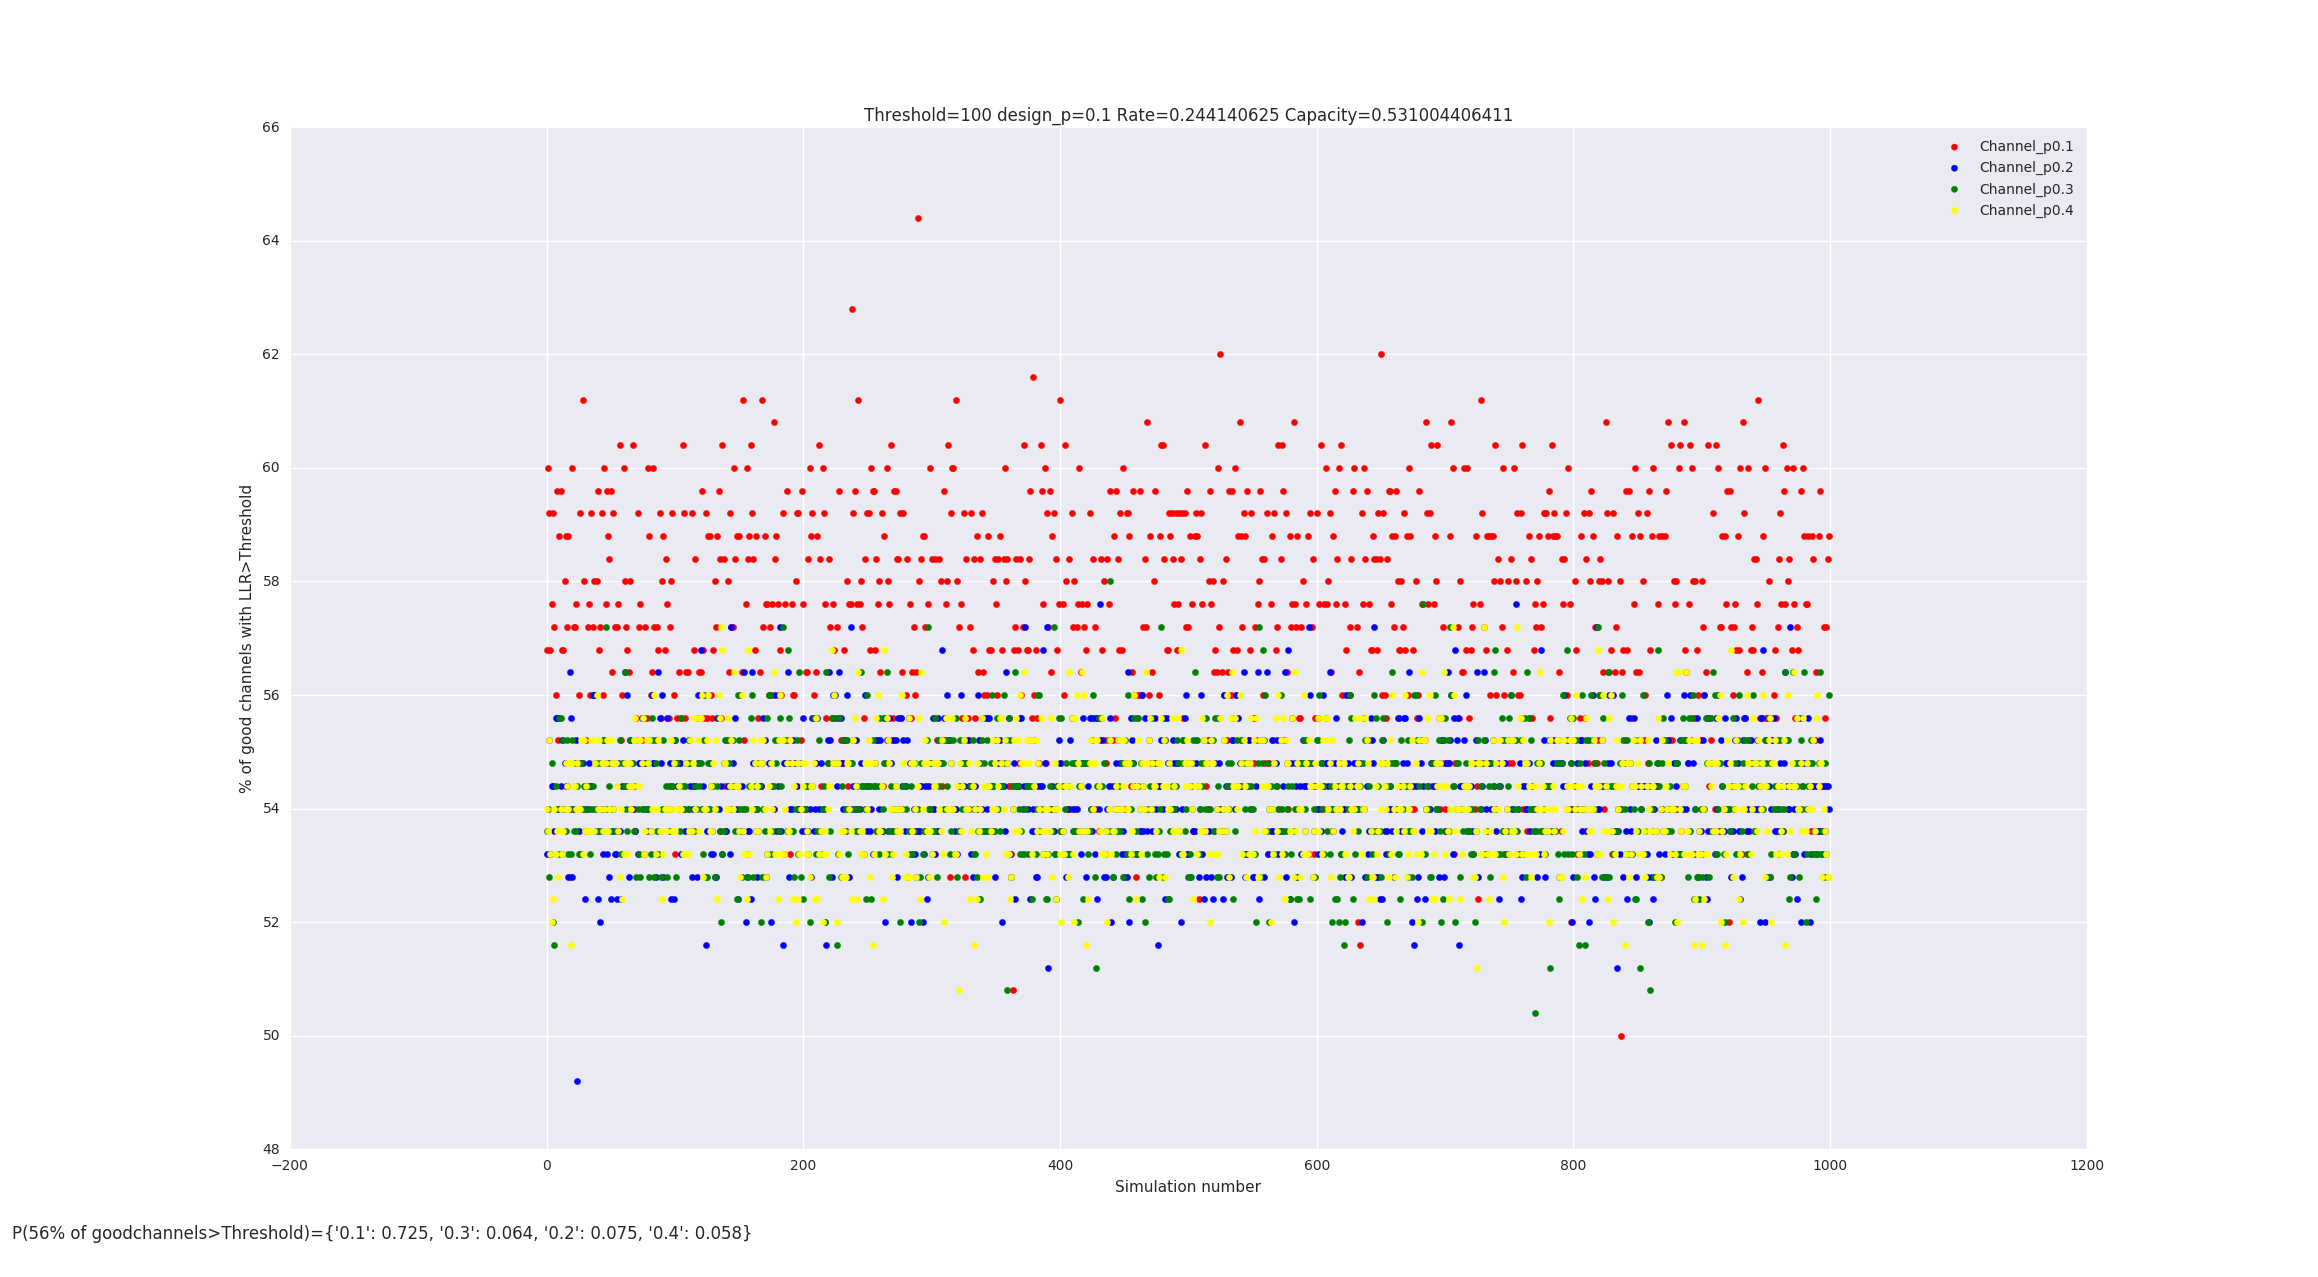 Threshold=100 design_p=0.1 Rate=0.244140625 Capacity=0.531004406411
66
64
62
60
58
56
54
52
50
48
% of good channels with LLR>Threshold
Channel_p0.1
Channel_p0.2
Channel_p0.3
Channel_p0.4
−200 0 200 400 600 800 1000 1200
Simulation number
P(56% of goodchannels>Threshold)={'0.1': 0.725, '0.3': 0.064, '0.2': 0.075, '0.4': 0.058}